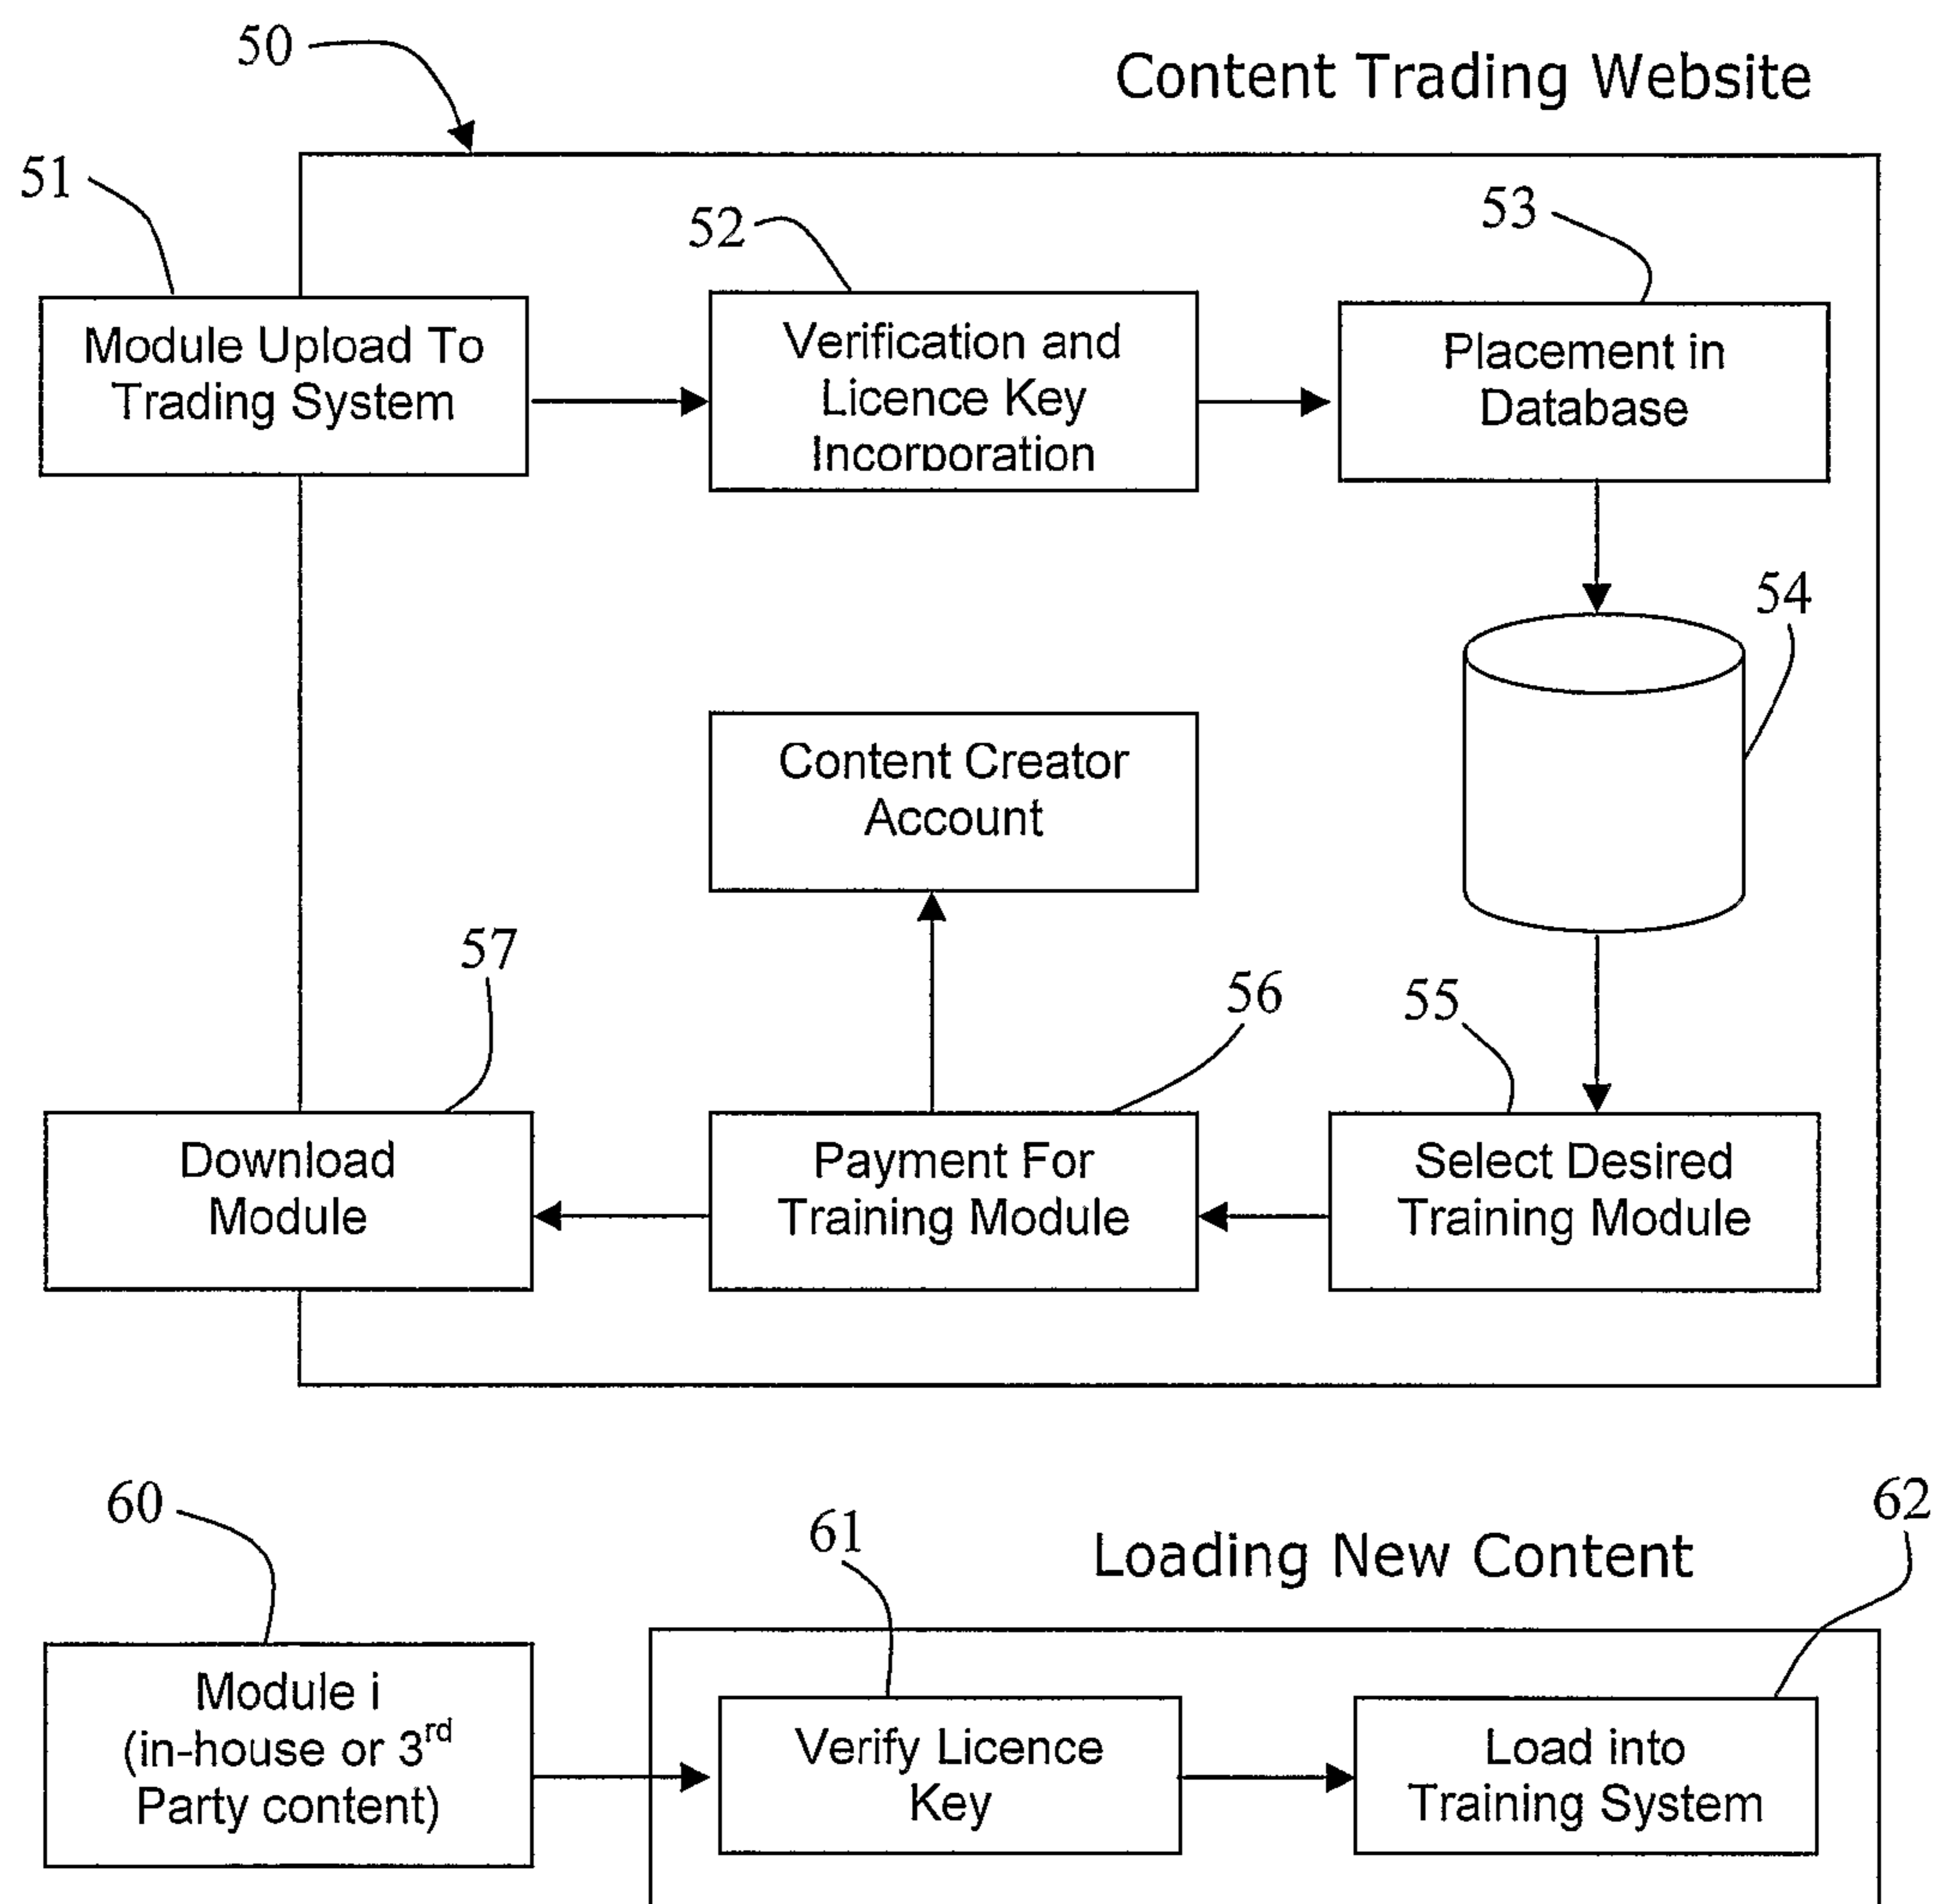 50
Content Trading Website
51
52
53
Module Upload To
Trading System
Verification and
Licence Key
Incorporation
Placement in
Database
54
Content Creator
Account
57
56
55
Download
Module
Payment For
Training Module
Select Desired
Training Module
60
61
62
Loading New Content
Module i
(in-house or 3rd
Party content)
Verify Licence
Key
Load into
Training System